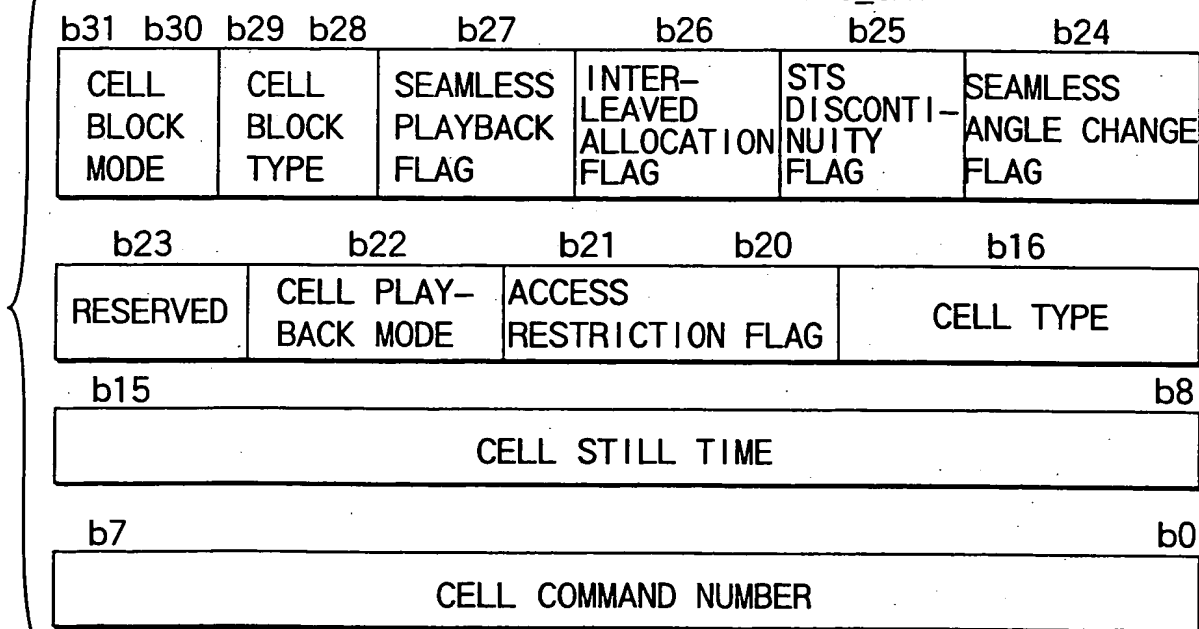 b31 b30 b29 b28 b27 b26 b25 b24
CELL BLOCK MODE
CELL BLOCK TYPE
SEAMLESS PLAYBACK FLAG
INTER-LEAVED ALLOCATION FLAG
STS DISCONTI-NUITY FLAG
SEAMLESS ANGLE CHANGE FLAG
b23 b22 b21 b20 b16
RESERVED
CELL PLAY-BACK MODE
ACCESS RESTRICTION FLAG
CELL TYPE
b15 b8
CELL STILL TIME
b7 b0
CELL COMMAND NUMBER